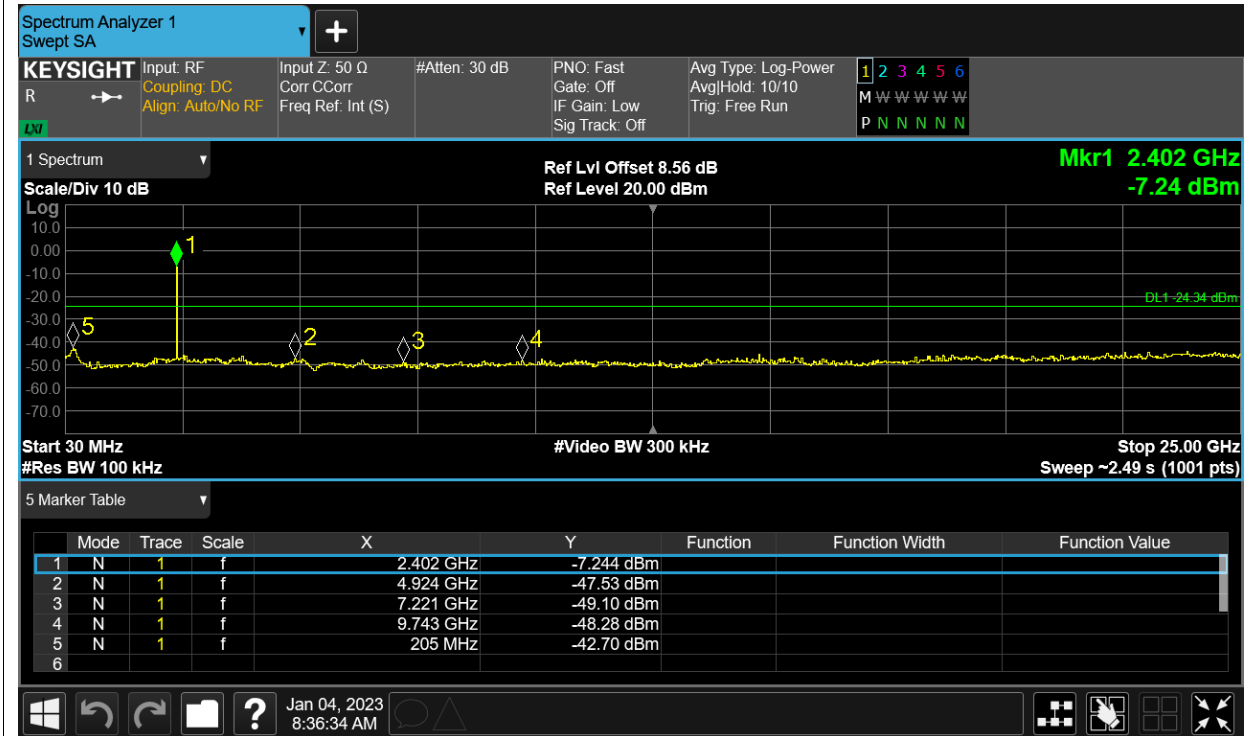 Spectrum Analyzer 1
Swept SA
KEYSIGHT
R
LXI
Input: RF
Coupling: DC
Align: Auto/No RF
Input Z: 50 Ω
Corr CCorr
Freq Ref: Int (S)
#Atten: 30 dB
PNO: Fast
Gate: Off
IF Gain: Low
Sig Track: Off
Avg Type: Log-Power
Avg|Hold: 10/10
Trig: Free Run
1 2 3 4 5 6
M W W W W W
P N N N N N
1 Spectrum
Scale/Div 10 dB
Ref Lvl Offset 8.56 dB
Ref Level 20.00 dBm
Mkr1 2.402 GHz
-7.24 dBm
Log
10.0
0.00
-10.0
-20.0
-30.0
-40.0
-50.0
-60.0
-70.0
1
DL1 -24.34 dBm
5
2
3
4
Start 30 MHz
#Video BW 300 kHz
Stop 25.00 GHz
#Res BW 100 kHz
Sweep ~2.49 s (1001 pts)
5 Marker Table
Mode Trace Scale X Y Function Function Width Function Value
1 N 1 f 2.402 GHz -7.244 dBm
2 N 1 f 4.924 GHz -47.53 dBm
3 N 1 f 7.221 GHz -49.10 dBm
4 N 1 f 9.743 GHz -48.28 dBm
5 N 1 f 205 MHz -42.70 dBm
6
?
Jan 04, 2023
8:36:34 AM